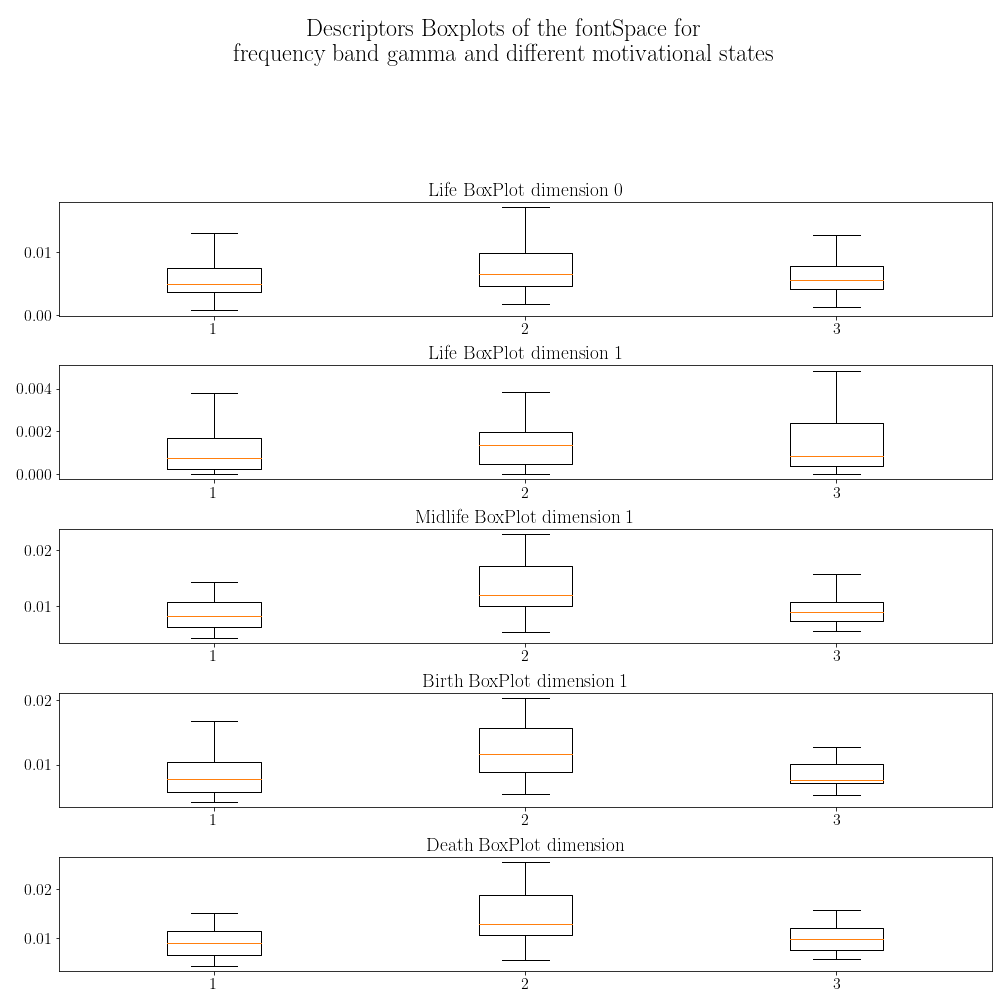 Descriptors Boxplots of the fontSpace for
frequency band gamma and different motivational states
Life BoxPlot dimension 0
0.01
0.00
1 2 3
Life BoxPlot dimension 1
0.004
0.002
0.000
1 2 3
Midlife BoxPlot dimension 1
0.02
0.01
1 2 3
Birth BoxPlot dimension 1
0.02
0.01
1 2 3
Death BoxPlot dimension
0.02
0.01
1 2 3